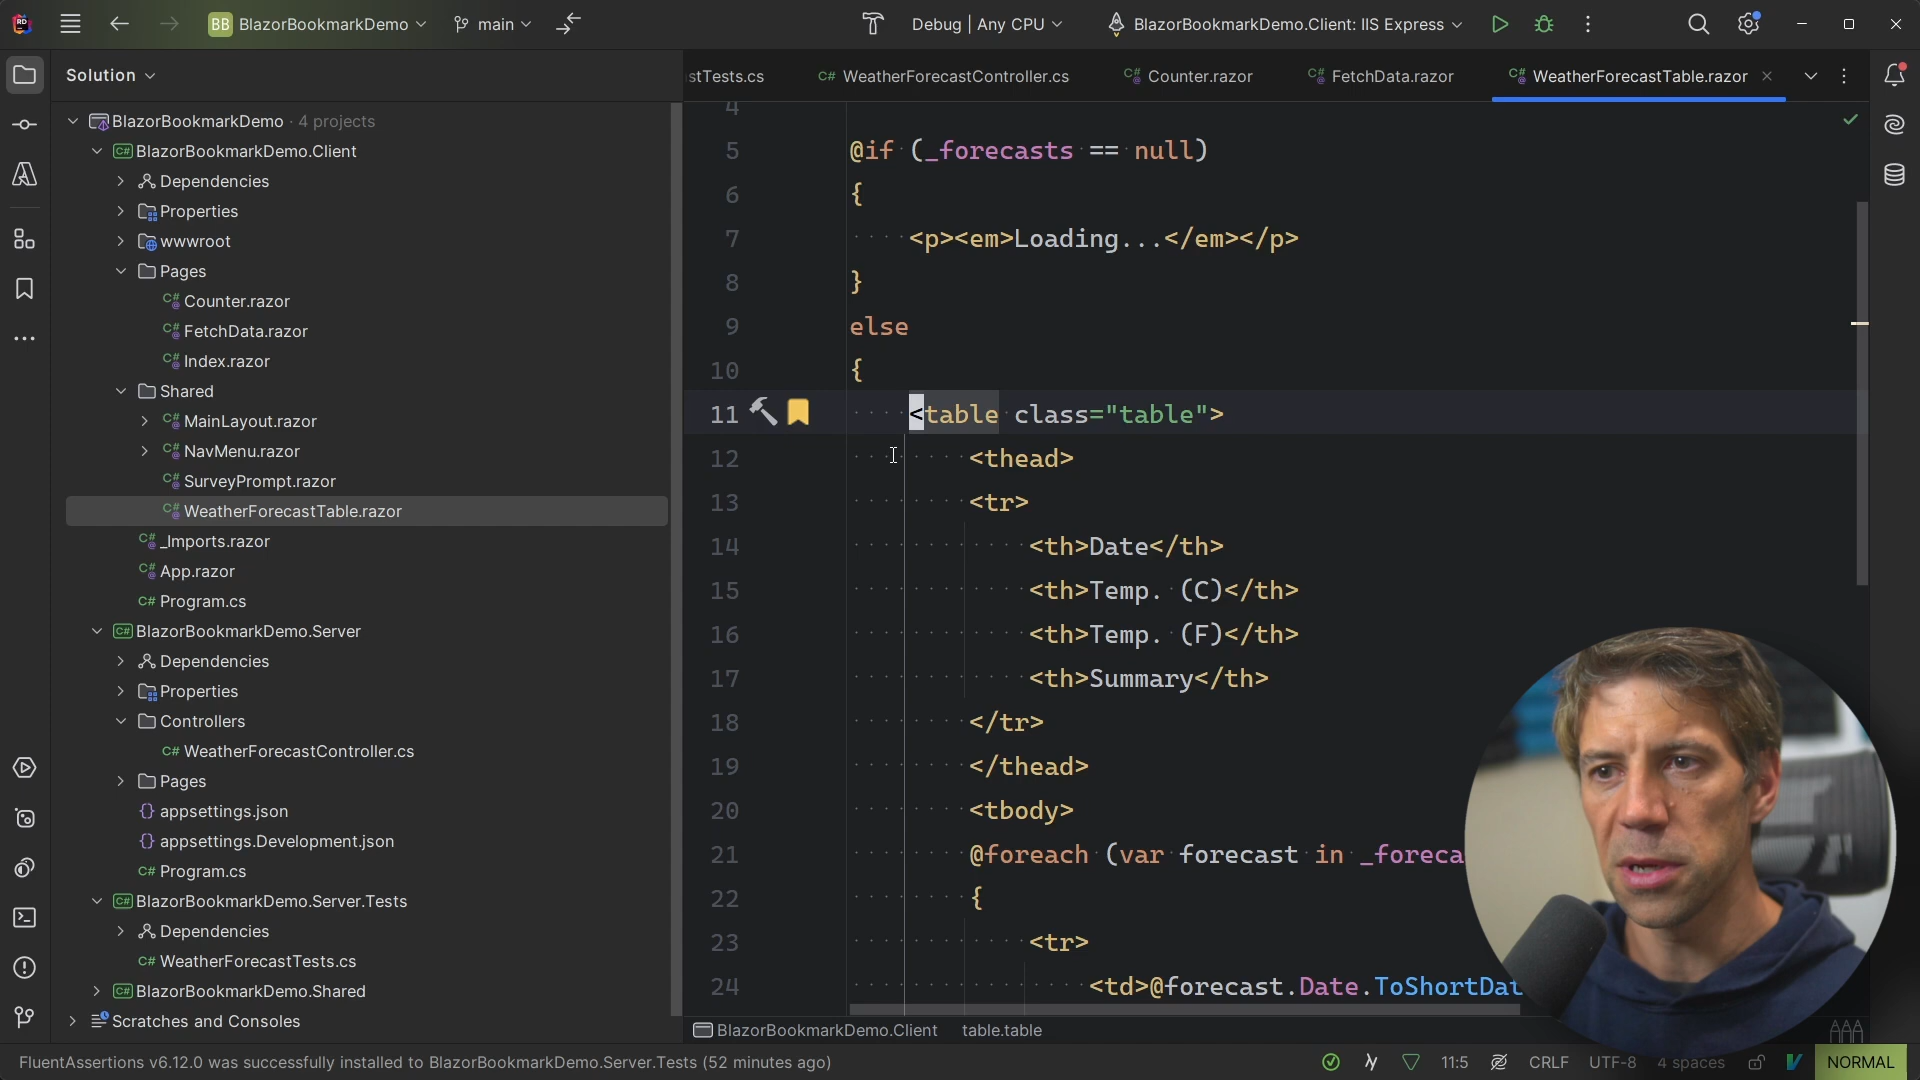 BB BlazorBookmarkDemo main Debug | Any CPU BlazorBookmarkDemo.Client: IIS Express
Solution
BlazorBookmarkDemo · 4 projects
BlazorBookmarkDemo.Client
Dependencies
Properties
wwwroot
Pages
Counter.razor
FetchData.razor
Index.razor
Shared
MainLayout.razor
NavMenu.razor
SurveyPrompt.razor
WeatherForecastTable.razor
_Imports.razor
App.razor
Program.cs
BlazorBookmarkDemo.Server
Dependencies
Properties
Controllers
WeatherForecastController.cs
Pages
appsettings.json
appsettings.Development.json
Program.cs
BlazorBookmarkDemo.Server.Tests
Dependencies
WeatherForecastTests.cs
BlazorBookmarkDemo.Shared
Scratches and Consoles
stTests.cs WeatherForecastController.cs Counter.razor FetchData.razor WeatherForecastTable.razor
4
5 @if (_forecasts == null)
6 {
7 <p><em>Loading...</em></p>
8 }
9 else
10 {
11 <table class="table">
12 <thead>
13 <tr>
14 <th>Date</th>
15 <th>Temp. (C)</th>
16 <th>Temp. (F)</th>
17 <th>Summary</th>
18 </tr>
19 </thead>
20 <tbody>
21 @foreach (var forecast in _foreca
22 {
23 <tr>
24 <td>@forecast.Date.ToShortDat
BlazorBookmarkDemo.Client table.table
FluentAssertions v6.12.0 was successfully installed to BlazorBookmarkDemo.Server.Tests (52 minutes ago) 11:5 CRLF UTF-8 4 spaces NORMAL